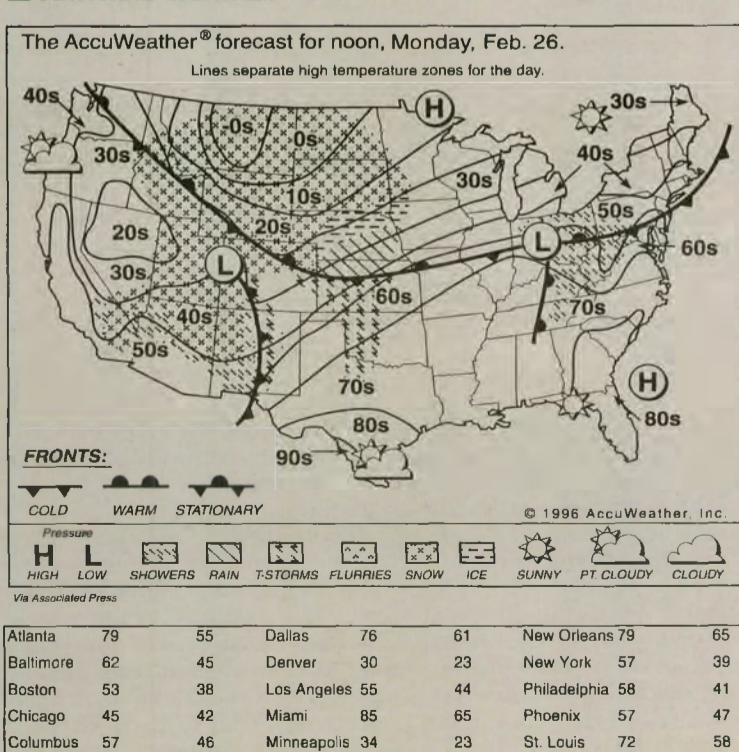 The AccuWeather® forecast for noon, Monday, Feb. 26.
Lines separate high temperature zones for the day.
40s
30s
-0s
0s
H
30s
40s
30s
10s
20s
20s
30s
L
L
50s
60s
60s
40s
50s
70s
70s
H
80s
80s
90s
FRONTS:
COLD WARM STATIONARY
© 1996 AccuWeather, Inc.
Pressure
H L
HIGH LOW SHOWERS RAIN T-STORMS FLURRIES SNOW ICE SUNNY PT. CLOUDY CLOUDY
Via Associated Press
Atlanta 79 55 Dallas 76 61 New Orleans 79 65
Baltimore 62 45 Denver 30 23 New York 57 39
Boston 53 38 Los Angeles 55 44 Philadelphia 58 41
Chicago 45 42 Miami 85 65 Phoenix 57 47
Columbus 57 46 Minneapolis 34 23 St. Louis 72 58